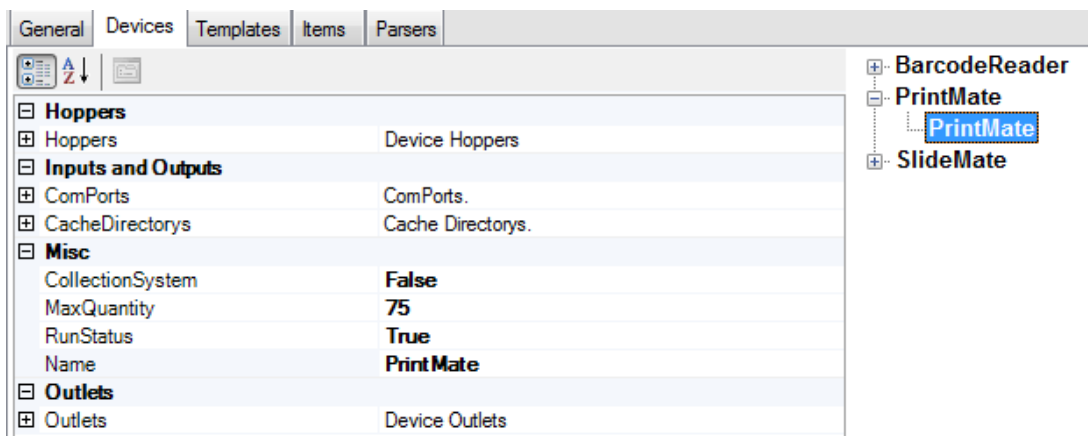 General Devices Templates Items Parsers
Hoppers
Hoppers Device Hoppers
Inputs and Outputs
ComPorts ComPorts.
CacheDirectorys Cache Directorys.
Misc
CollectionSystem False
MaxQuantity 75
RunStatus True
Name PrintMate
Outlets
Outlets Device Outlets
BarcodeReader
PrintMate
PrintMate
SlideMate